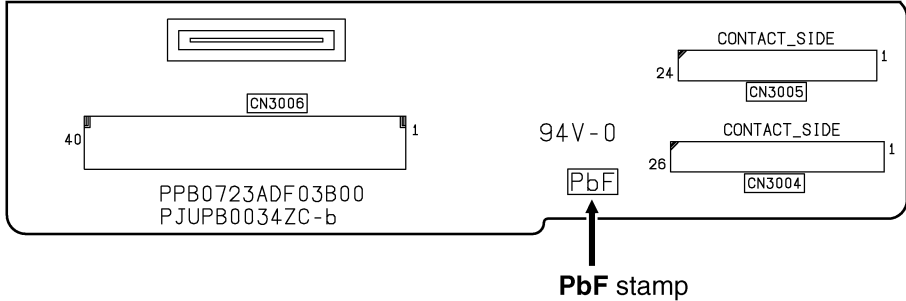 CONTACT_SIDE
24
1
CN3005
CN3006
40
1
94V-0
CONTACT_SIDE
26
1
CN3004
PbF
PPB0723ADF03B00
PJUPB0034ZC-b
PbF stamp